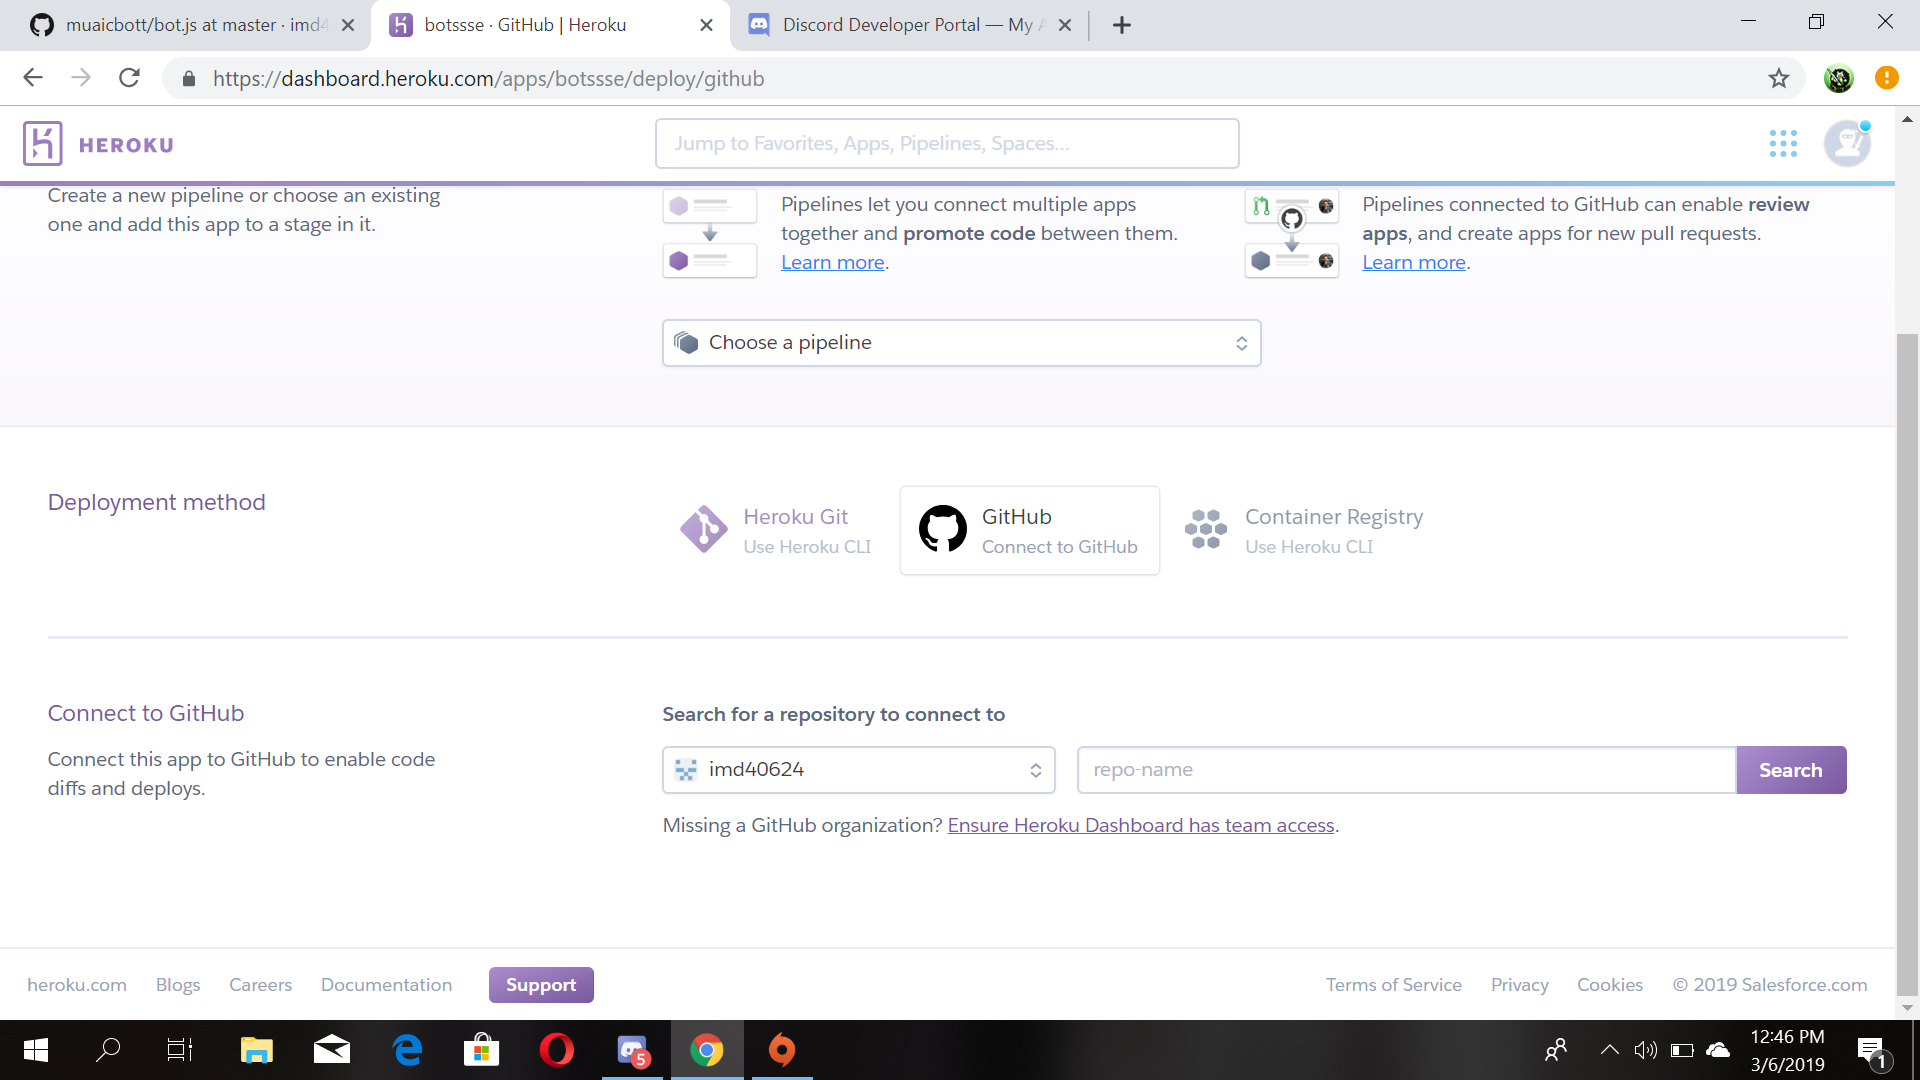 muaicbott/bot.js at master · imd4
botssse · GitHub | Heroku
Discord Developer Portal — My A
https://dashboard.heroku.com/apps/botssse/deploy/github
HEROKU
Jump to Favorites, Apps, Pipelines, Spaces...
Create a new pipeline or choose an existing
one and add this app to a stage in it.
Pipelines let you connect multiple apps
together and promote code between them.
Learn more.
Pipelines connected to GitHub can enable review
apps, and create apps for new pull requests.
Learn more.
Choose a pipeline
Deployment method
Heroku Git
Use Heroku CLI
GitHub
Connect to GitHub
Container Registry
Use Heroku CLI
Connect to GitHub
Connect this app to GitHub to enable code
diffs and deploys.
Search for a repository to connect to
imd40624
repo-name
Search
Missing a GitHub organization? Ensure Heroku Dashboard has team access.
heroku.com
Blogs
Careers
Documentation
Support
Terms of Service
Privacy
Cookies
© 2019 Salesforce.com
5
12:46 PM
3/6/2019
1